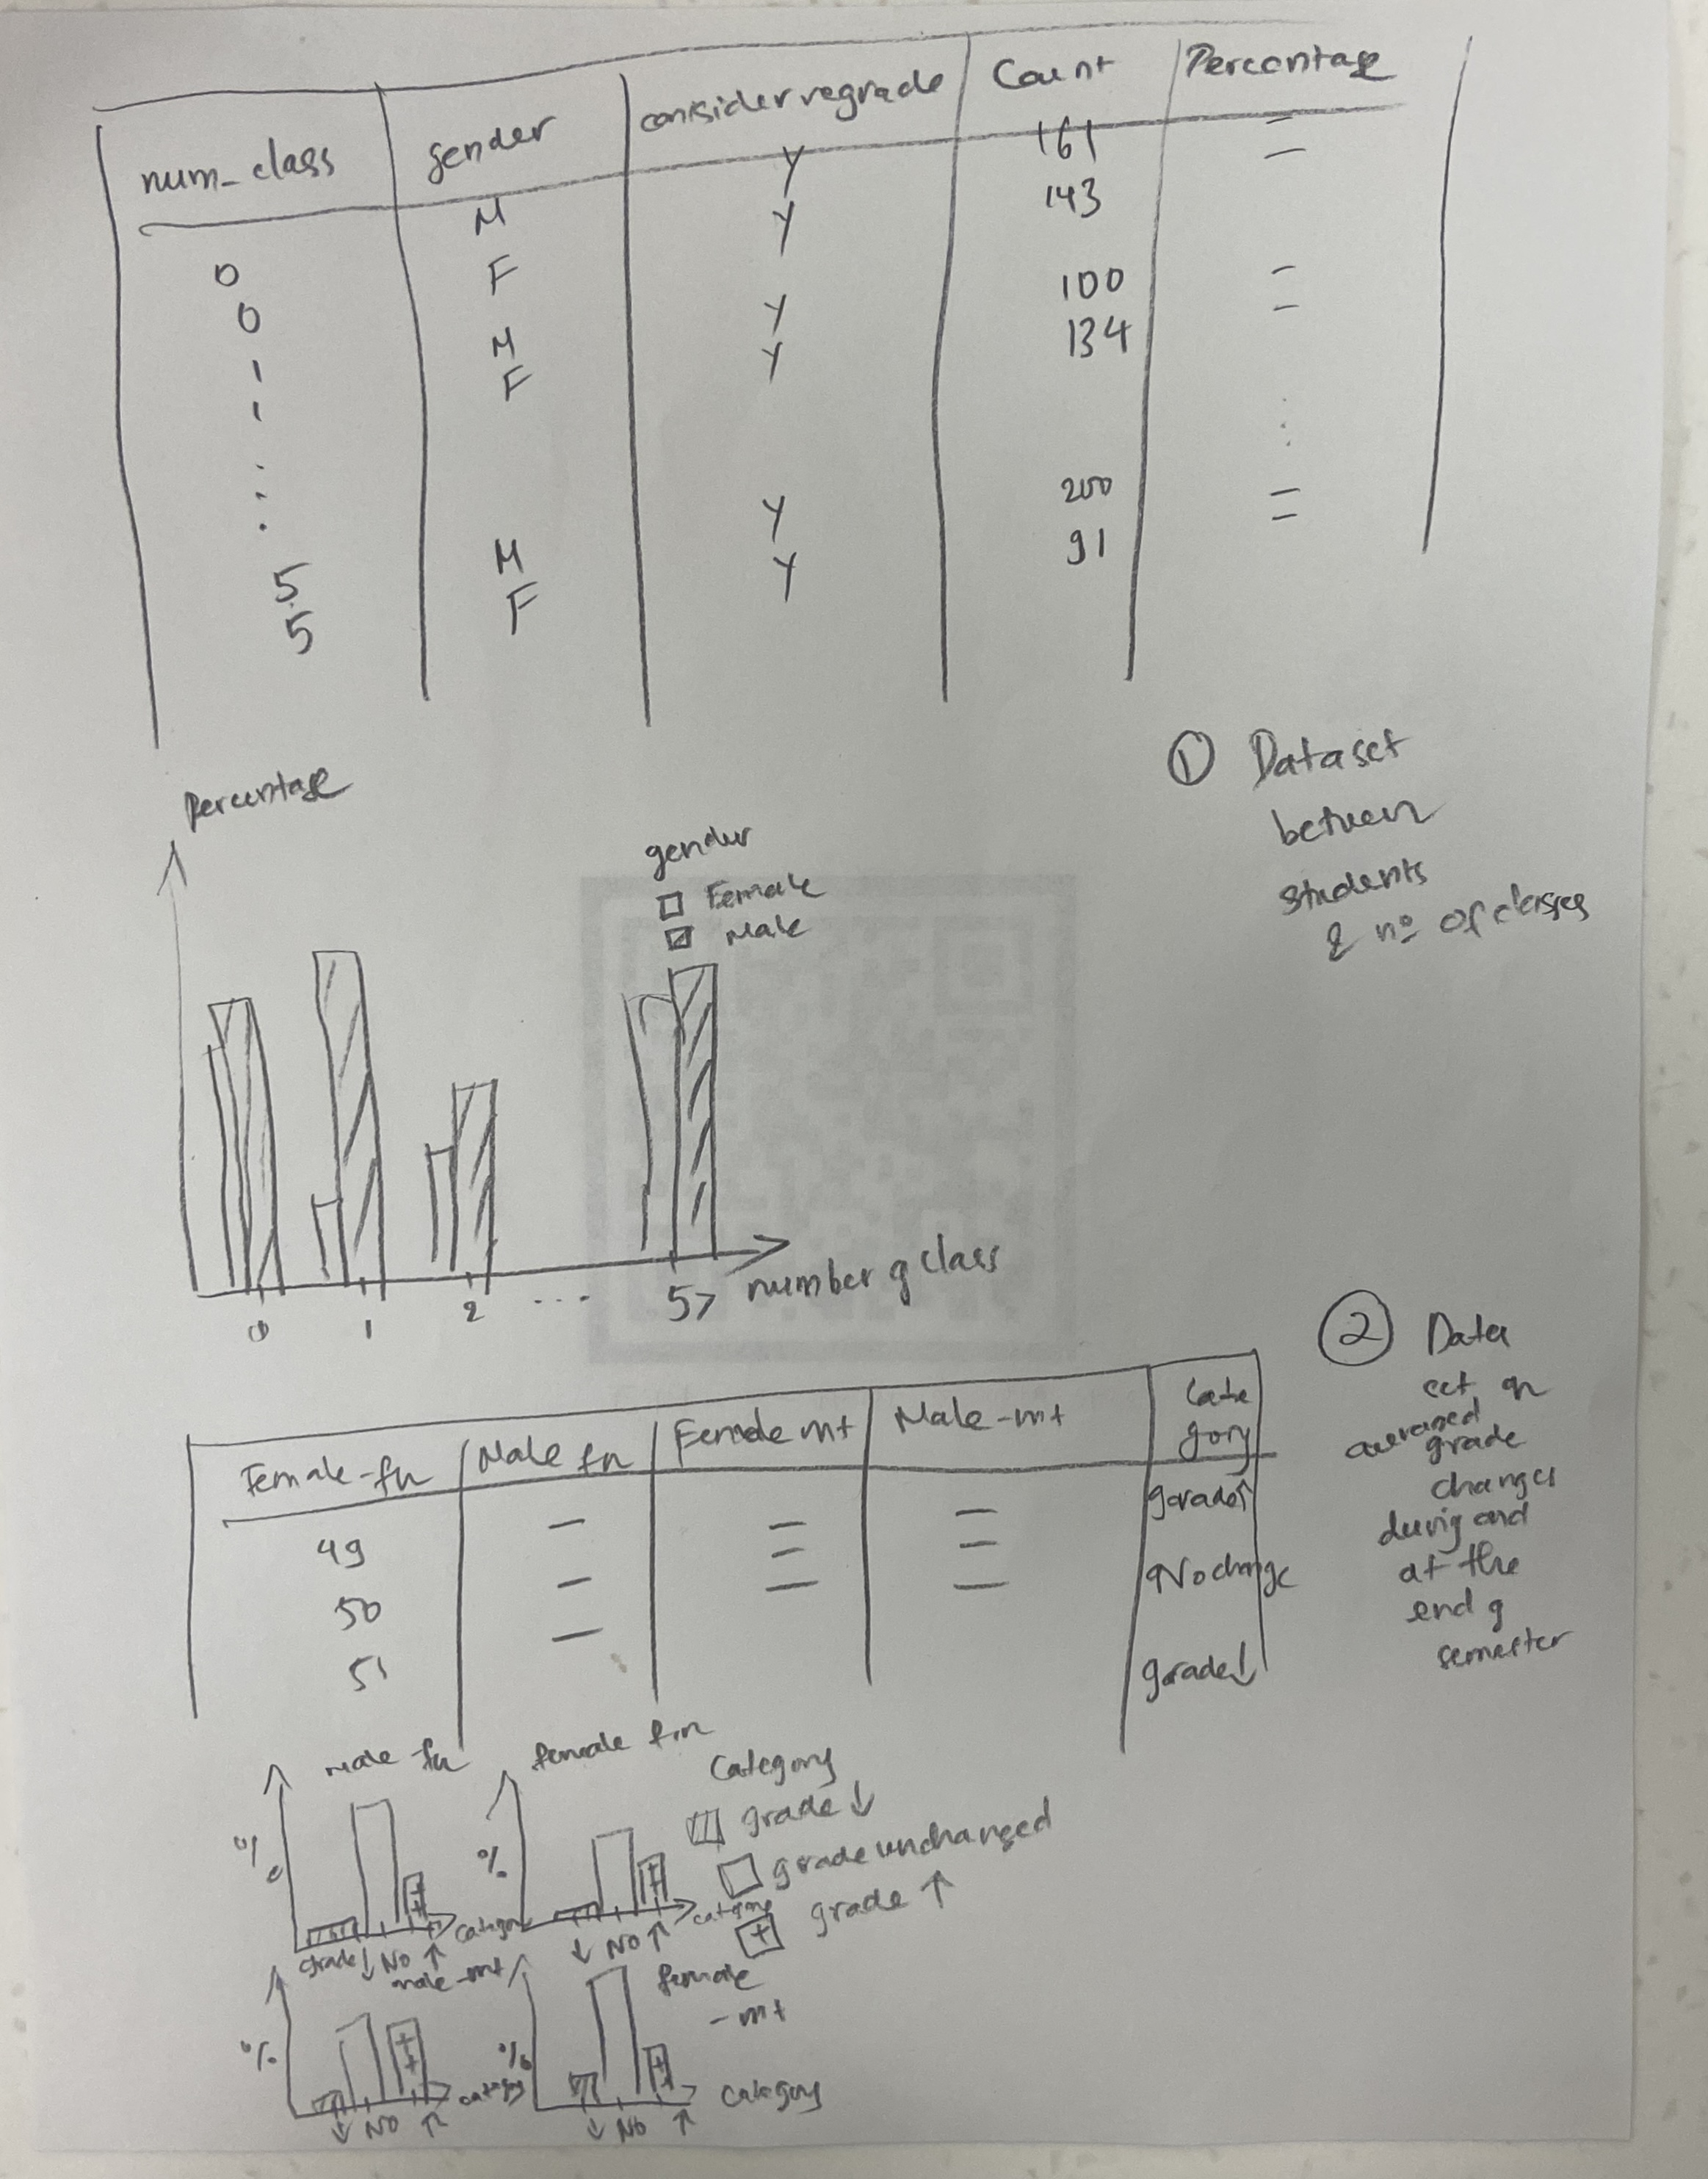 num_class gender considerregrade Count Percentage
0 M Y 161 –
0 F Y 143 –
1 M Y 100 –
1 F Y 134 –
5 M Y 200 –
5 F Y 91 –
Percentage
gender
Female
Male
0 1 2 ... 5> number of class
① Dataset
between
students
& nº of classes
Female-fn Male fn Female mt Male-mt Cate
gory
49 – – – grade↑
50 – – – No change
51 – – – grade↓
② Data
set on
averaged
grade
changes
during and
at the
end of
semester
male fn
%
grade↓ NO ↑ category
female fin
%
↓ NO ↑ category
Category
grade ↓
grade unchanged
+ grade ↑
male-mt
%
↓ NO ↑ category
female
-mt
%
↓ NO ↑ category